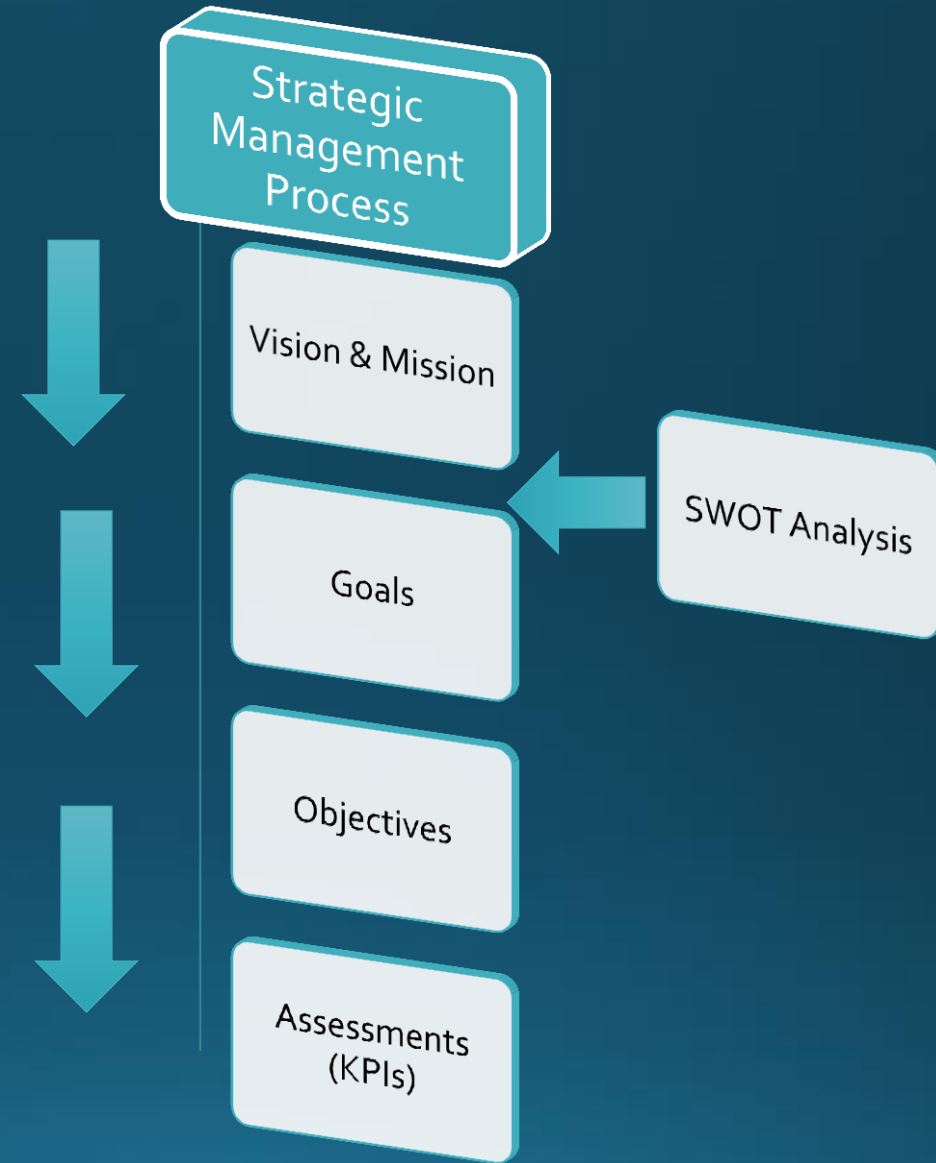 Strategic
Management
Process
Vision & Mission
SWOT Analysis
Goals
Objectives
Assessments
(KPIs)